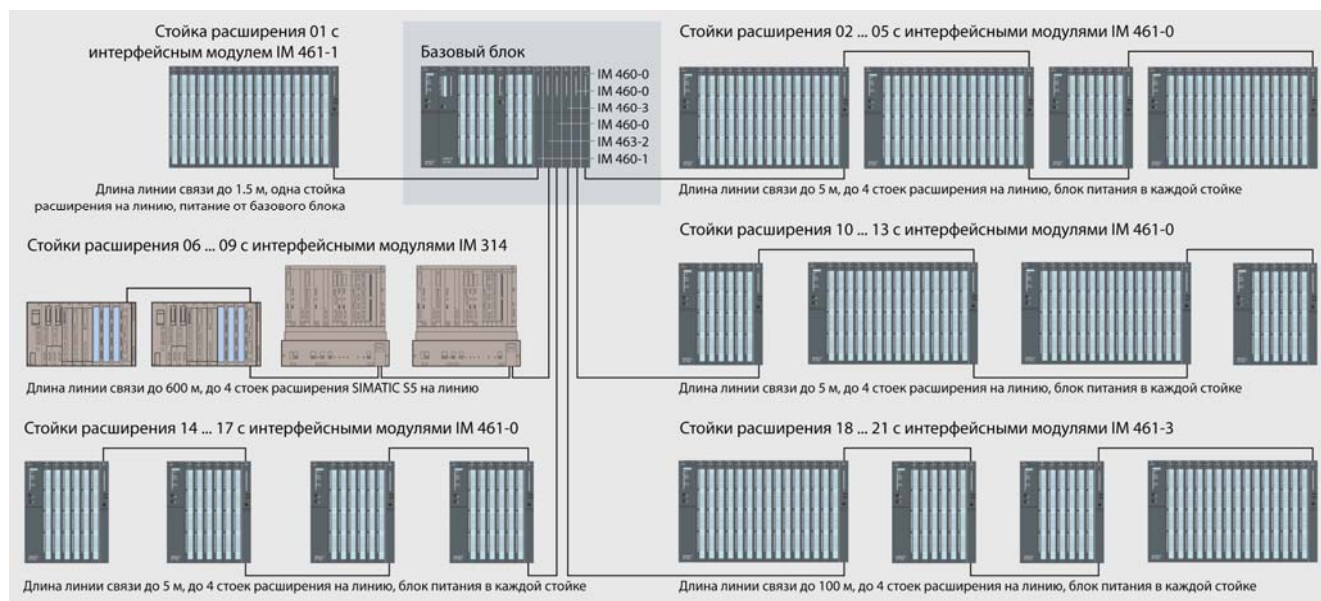 Стойка расширения 01 с
интерфейсным модулем IM 461-1
Длина линии связи до 1.5 м, одна стойка
расширения на линию, питание от базового блока
Базовый блок
IM 460-0
IM 460-0
IM 460-3
IM 460-0
IM 463-2
IM 460-1
Стойки расширения 02 ... 05 с интерфейсными модулями IM 461-0
Длина линии связи до 5 м, до 4 стоек расширения на линию, блок питания в каждой стойке
Стойки расширения 06 ... 09 с интерфейсными модулями IM 314
Длина линии связи до 600 м, до 4 стоек расширения SIMATIC S5 на линию
Стойки расширения 10 ... 13 с интерфейсными модулями IM 461-0
Длина линии связи до 5 м, до 4 стоек расширения на линию, блок питания в каждой стойке
Стойки расширения 14 ... 17 с интерфейсными модулями IM 461-0
Длина линии связи до 5 м, до 4 стоек расширения на линию, блок питания в каждой стойке
Стойки расширения 18 ... 21 с интерфейсными модулями IM 461-3
Длина линии связи до 100 м, до 4 стоек расширения на линию, блок питания в каждой стойке